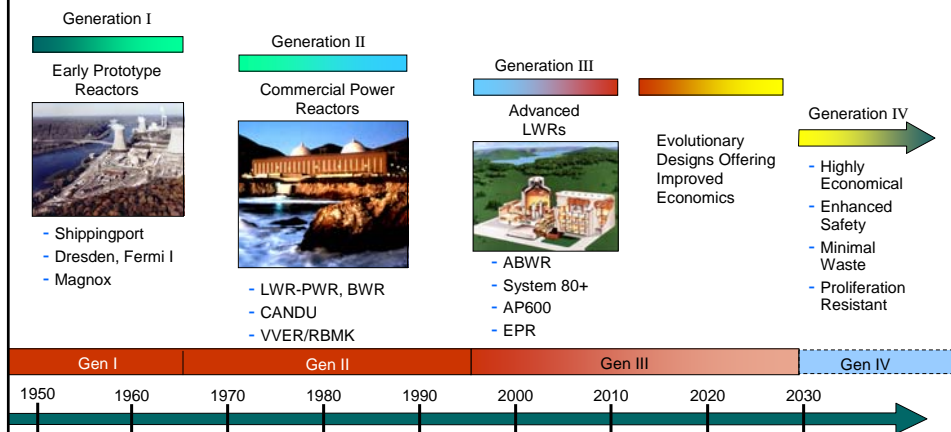 Generation I
Early Prototype
Reactors
- Shippingport
- Dresden, Fermi I
- Magnox
Generation II
Commercial Power
Reactors
- LWR-PWR, BWR
- CANDU
- VVER/RBMK
Generation III
Advanced
LWRs
- ABWR
- System 80+
- AP600
- EPR
Evolutionary
Designs Offering
Improved
Economics
Generation IV
- Highly
Economical
- Enhanced
Safety
- Minimal
Waste
- Proliferation
Resistant
Gen I
Gen II
Gen III
Gen IV
1950
1960
1970
1980
1990
2000
2010
2020
2030